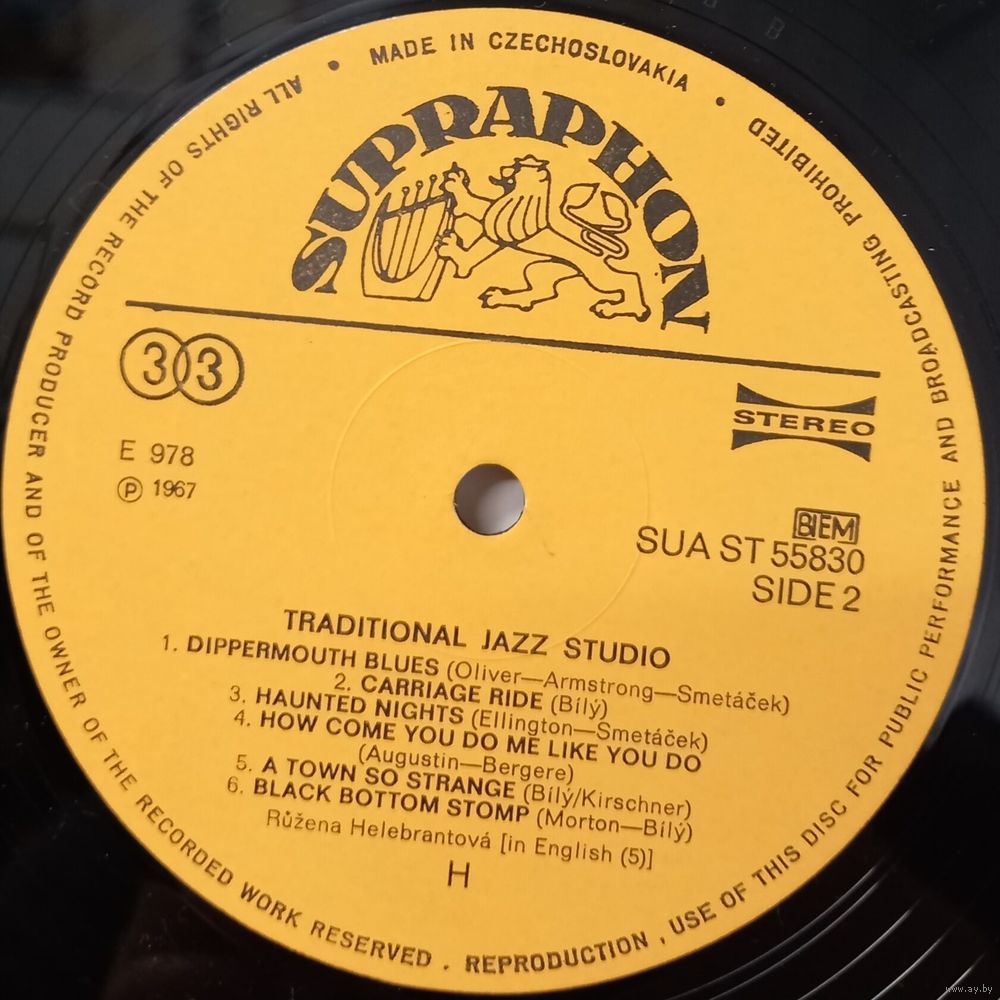 MADE IN CZECHOSLOVAKIA
ALL RIGHTS OF THE RECORD PRODUCER AND OF THE OWNER OF THE RECORDED WORK RESERVED . REPRODUCTION , USE OF THIS DISC FOR PUBLIC PERFORMANCE AND BROADCASTING PROHIBITED
SUPRAPHON
33
STEREO
E 978
Ⓟ 1967
BIEM
SUA ST 55830
SIDE 2
TRADITIONAL JAZZ STUDIO
1. DIPPERMOUTH BLUES (Oliver—Armstrong—Smetáček)
2. CARRIAGE RIDE (Bílý)
3. HAUNTED NIGHTS (Ellington—Smetáček)
4. HOW COME YOU DO ME LIKE YOU DO
(Augustin—Bergere)
5. A TOWN SO STRANGE (Bílý/Kirschner)
6. BLACK BOTTOM STOMP (Morton—Bílý)
Růžena Helebrantová [in English (5)]
H
www.ay.by